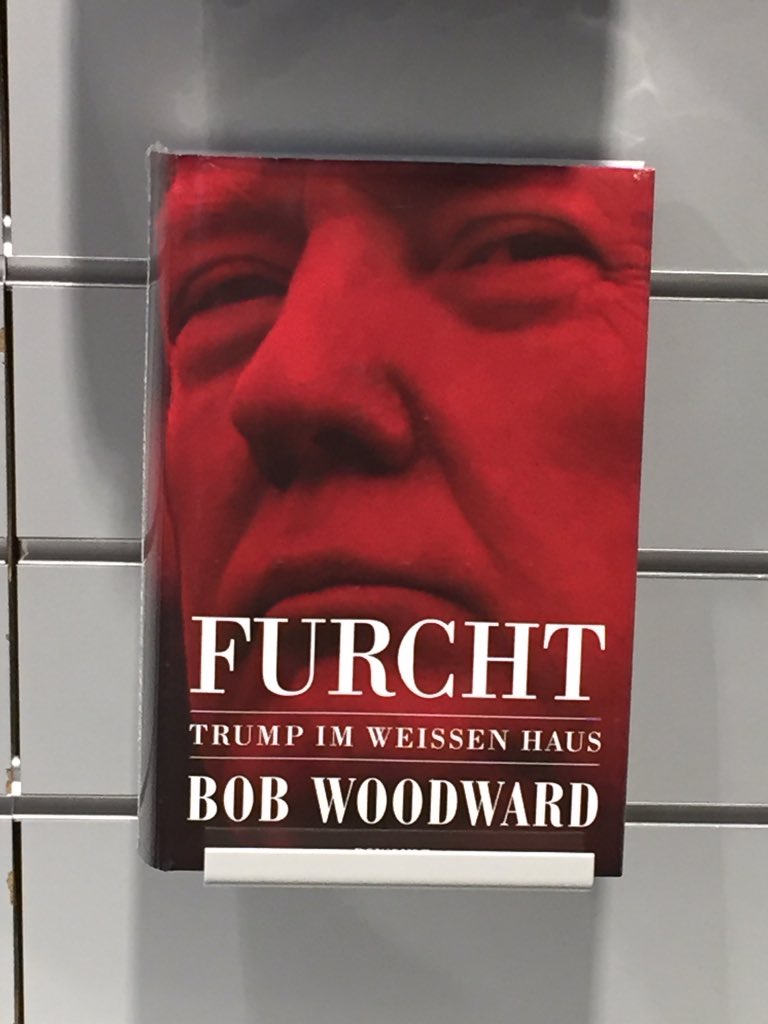 FURCHT
TRUMP IM WEISSEN HAUS
BOB WOODWARD